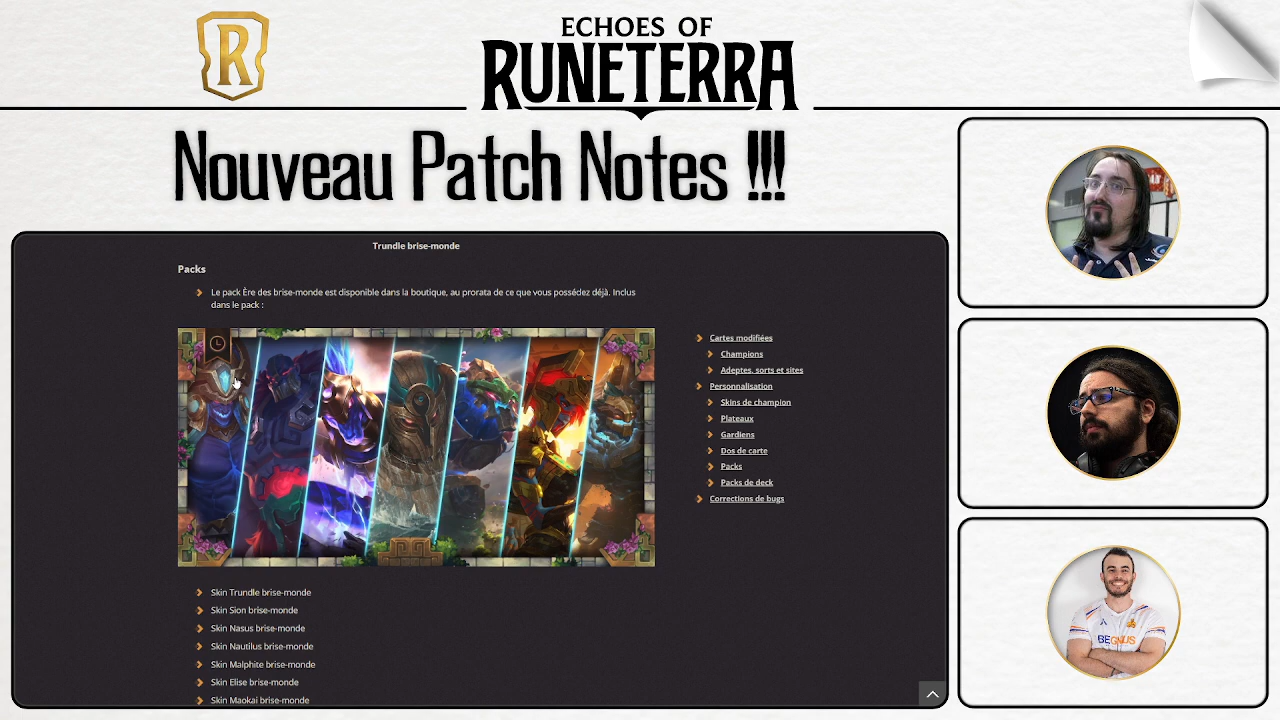 R
ECHOES OF
RUNETERRA
Nouveau Patch Notes !!!
Trundle brise-monde
Packs
Le pack Ère des brise-monde est disponible dans la boutique, au prorata de ce que vous possédez déjà. Inclus
dans le pack :
Cartes modifiées
Champions
Adeptes, sorts et sites
Personnalisation
Skins de champion
Plateaux
Gardiens
Dos de carte
Packs
Packs de deck
Corrections de bugs
Skin Trundle brise-monde
Skin Sion brise-monde
Skin Nasus brise-monde
Skin Nautilus brise-monde
Skin Malphite brise-monde
Skin Elise brise-monde
Skin Maokai brise-monde